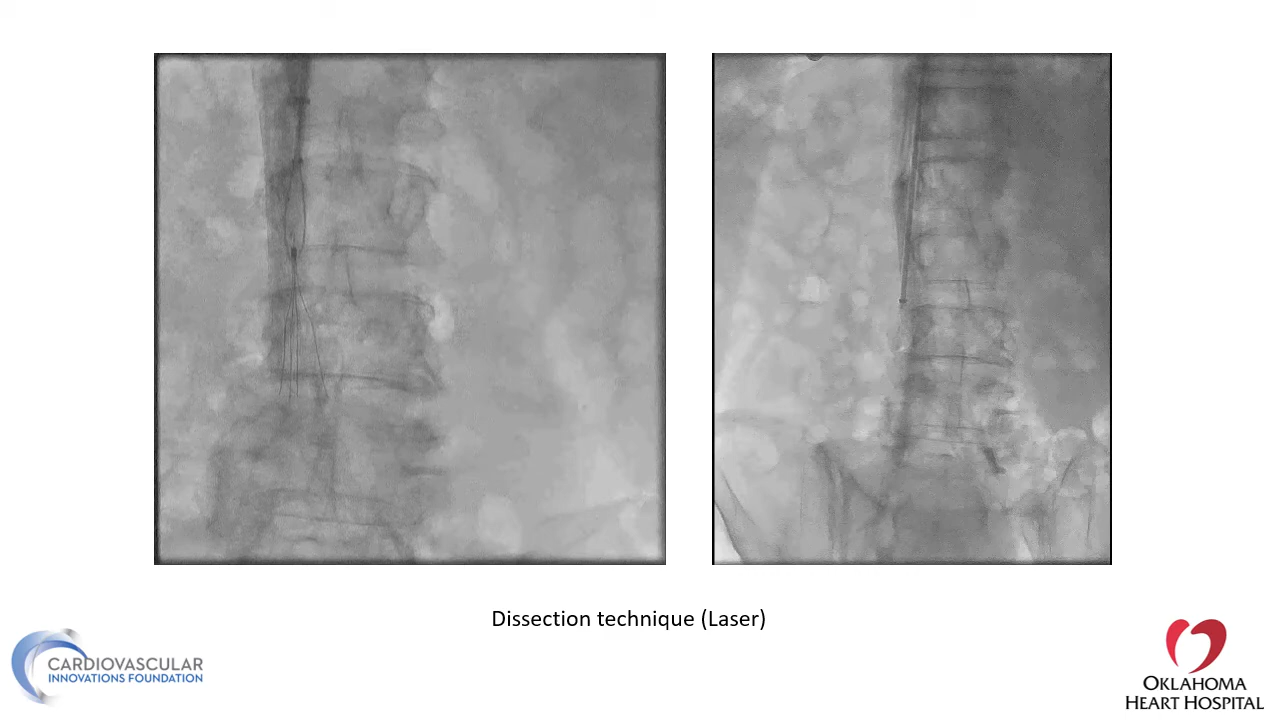 Dissection technique (Laser)
CARDIOVASCULAR
INNOVATIONS FOUNDATION
OKLAHOMA
HEART HOSPITAL